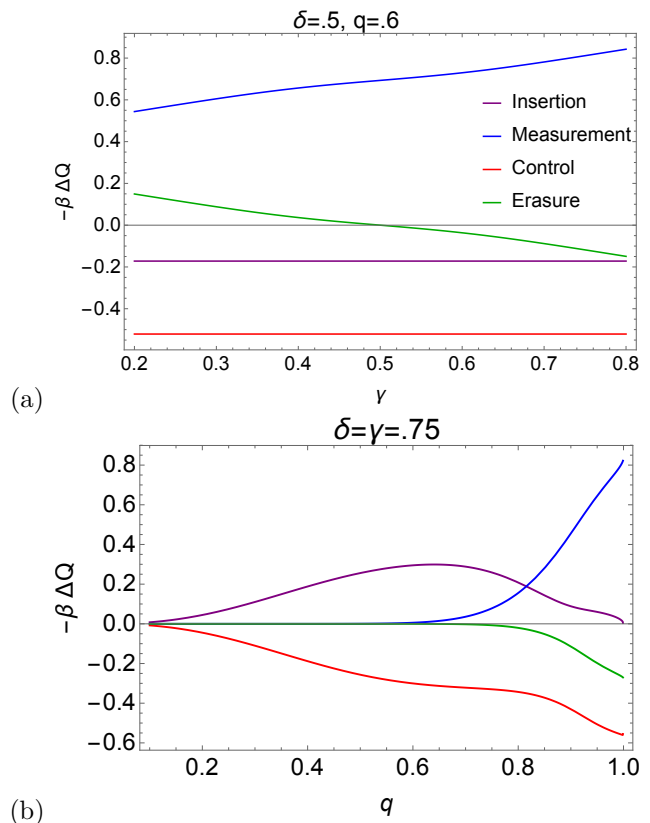 δ=.5, q=.6
0.8
0.6
0.4
0.2
0.0
-0.2
-0.4
-β ΔQ
Insertion
Measurement
Control
Erasure
0.2 0.3 0.4 0.5 0.6 0.7 0.8
γ
(a)
δ=γ=.75
0.8
0.6
0.4
0.2
0.0
-0.2
-0.4
-0.6
-β ΔQ
0.2 0.4 0.6 0.8 1.0
q
(b)